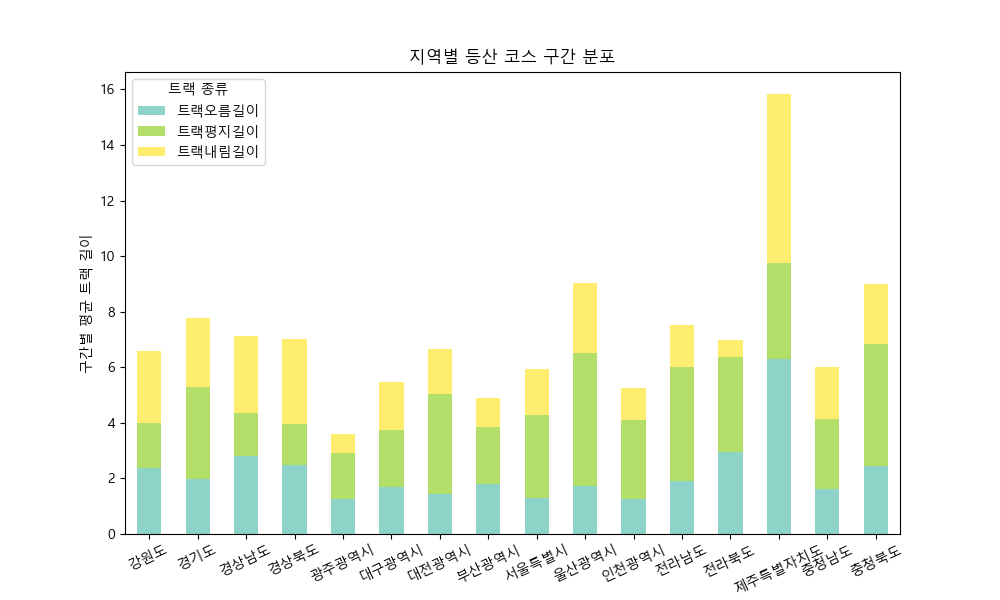 지역별 등산 코스 구간 분포
트랙 종류
트랙오름길이
트랙평지길이
트랙내림길이
구간별 평균 트랙 길이
16
14
12
10
8
6
4
2
0
강원도
경기도
경상남도
경상북도
광주광역시
대구광역시
대전광역시
부산광역시
서울특별시
울산광역시
인천광역시
전라남도
전라북도
제주특별자치도
충청남도
충청북도